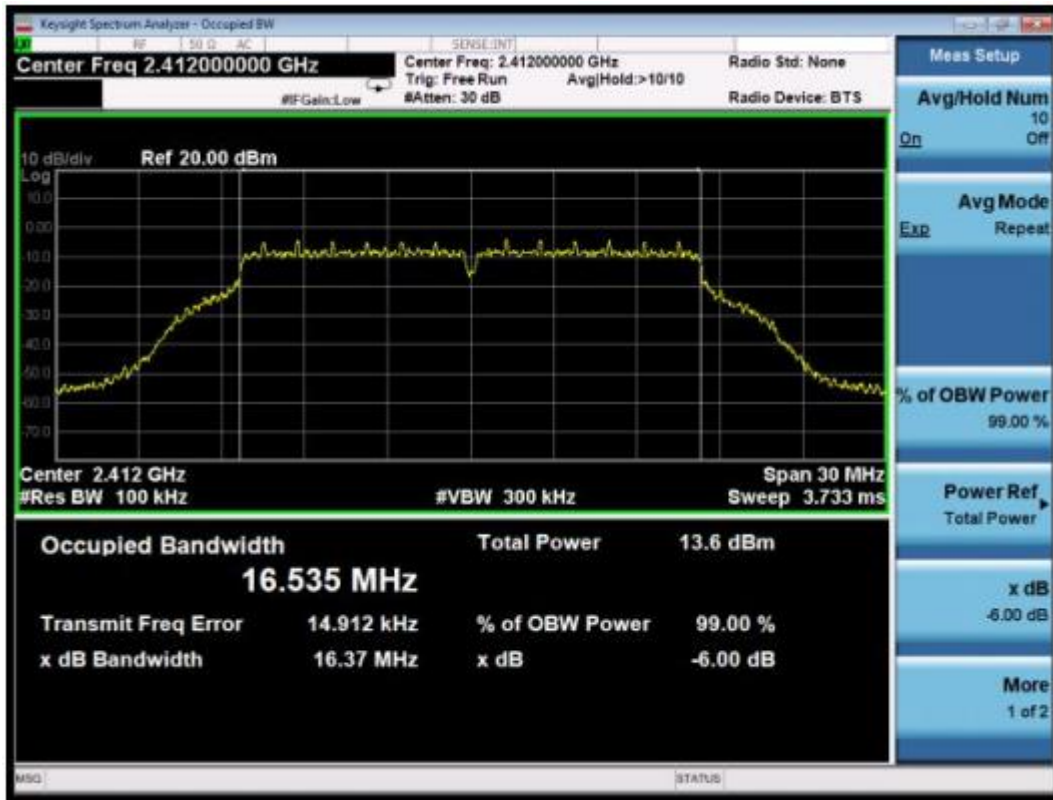 Keysight Spectrum Analyzer - Occupied BW
RF 50 Ω AC SENSE:INT
Center Freq 2.412000000 GHz
Center Freq: 2.412000000 GHz
Radio Std: None
Trig: Free Run Avg|Hold:>10/10
#IFGain:Low
#Atten: 30 dB
Radio Device: BTS
10 dB/div Ref 20.00 dBm
Log
10.0
0.00
-10.0
-20.0
-30.0
-40.0
-50.0
-60.0
-70.0
Center 2.412 GHz
Span 30 MHz
#Res BW 100 kHz
#VBW 300 kHz
Sweep 3.733 ms
Occupied Bandwidth
16.535 MHz
Total Power 13.6 dBm
Transmit Freq Error 14.912 kHz
% of OBW Power 99.00 %
x dB Bandwidth 16.37 MHz
x dB -6.00 dB
MSG
STATUS
Meas Setup
Avg/Hold Num
10
On Off
Avg Mode
Exp Repeat
% of OBW Power
99.00 %
Power Ref
Total Power
x dB
-6.00 dB
More
1 of 2